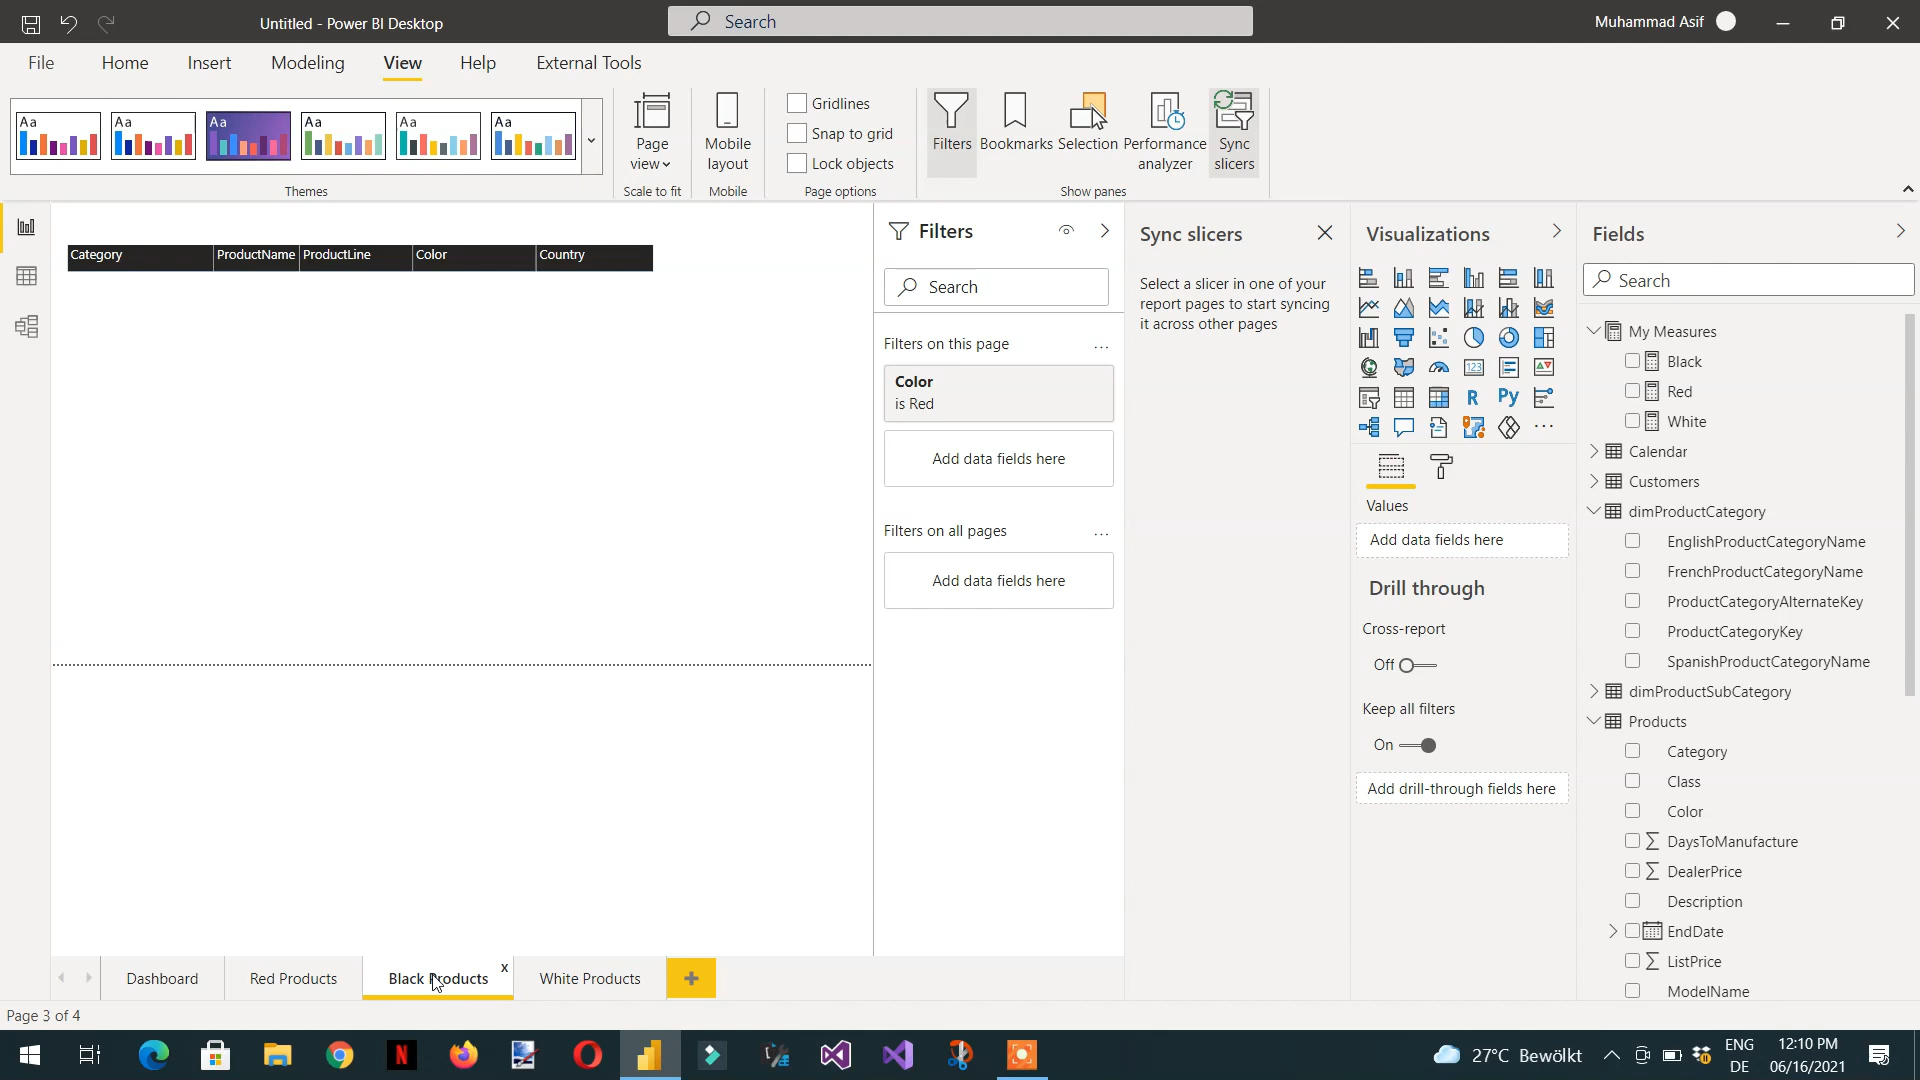 Untitled - Power BI Desktop
Search
Muhammad Asif
File
Home
Insert
Modeling
View
Help
External Tools
Aa
Aa
Aa
Aa
Aa
Aa
Themes
Page
view
Scale to fit
Mobile
layout
Mobile
Gridlines
Snap to grid
Lock objects
Page options
Filters
Bookmarks
Selection
Performance
analyzer
Sync
slicers
Show panes
Category
ProductName
ProductLine
Color
Country
Filters
Search
Filters on this page
...
Color
is Red
Add data fields here
Filters on all pages
...
Add data fields here
Sync slicers
Select a slicer in one of your
report pages to start syncing
it across other pages
Visualizations
123
R
Py
...
Values
Add data fields here
Drill through
Cross-report
Off
Keep all filters
On
Add drill-through fields here
Fields
Search
My Measures
Black
Red
White
Calendar
Customers
dimProductCategory
EnglishProductCategoryName
FrenchProductCategoryName
ProductCategoryAlternateKey
ProductCategoryKey
SpanishProductCategoryName
dimProductSubCategory
Products
Category
Class
Color
DaysToManufacture
DealerPrice
Description
EndDate
ListPrice
ModelName
Dashboard
Red Products
Black Products
x
White Products
+
Page 3 of 4
N
27°C Bewölkt
ENG
DE
12:10 PM
06/16/2021